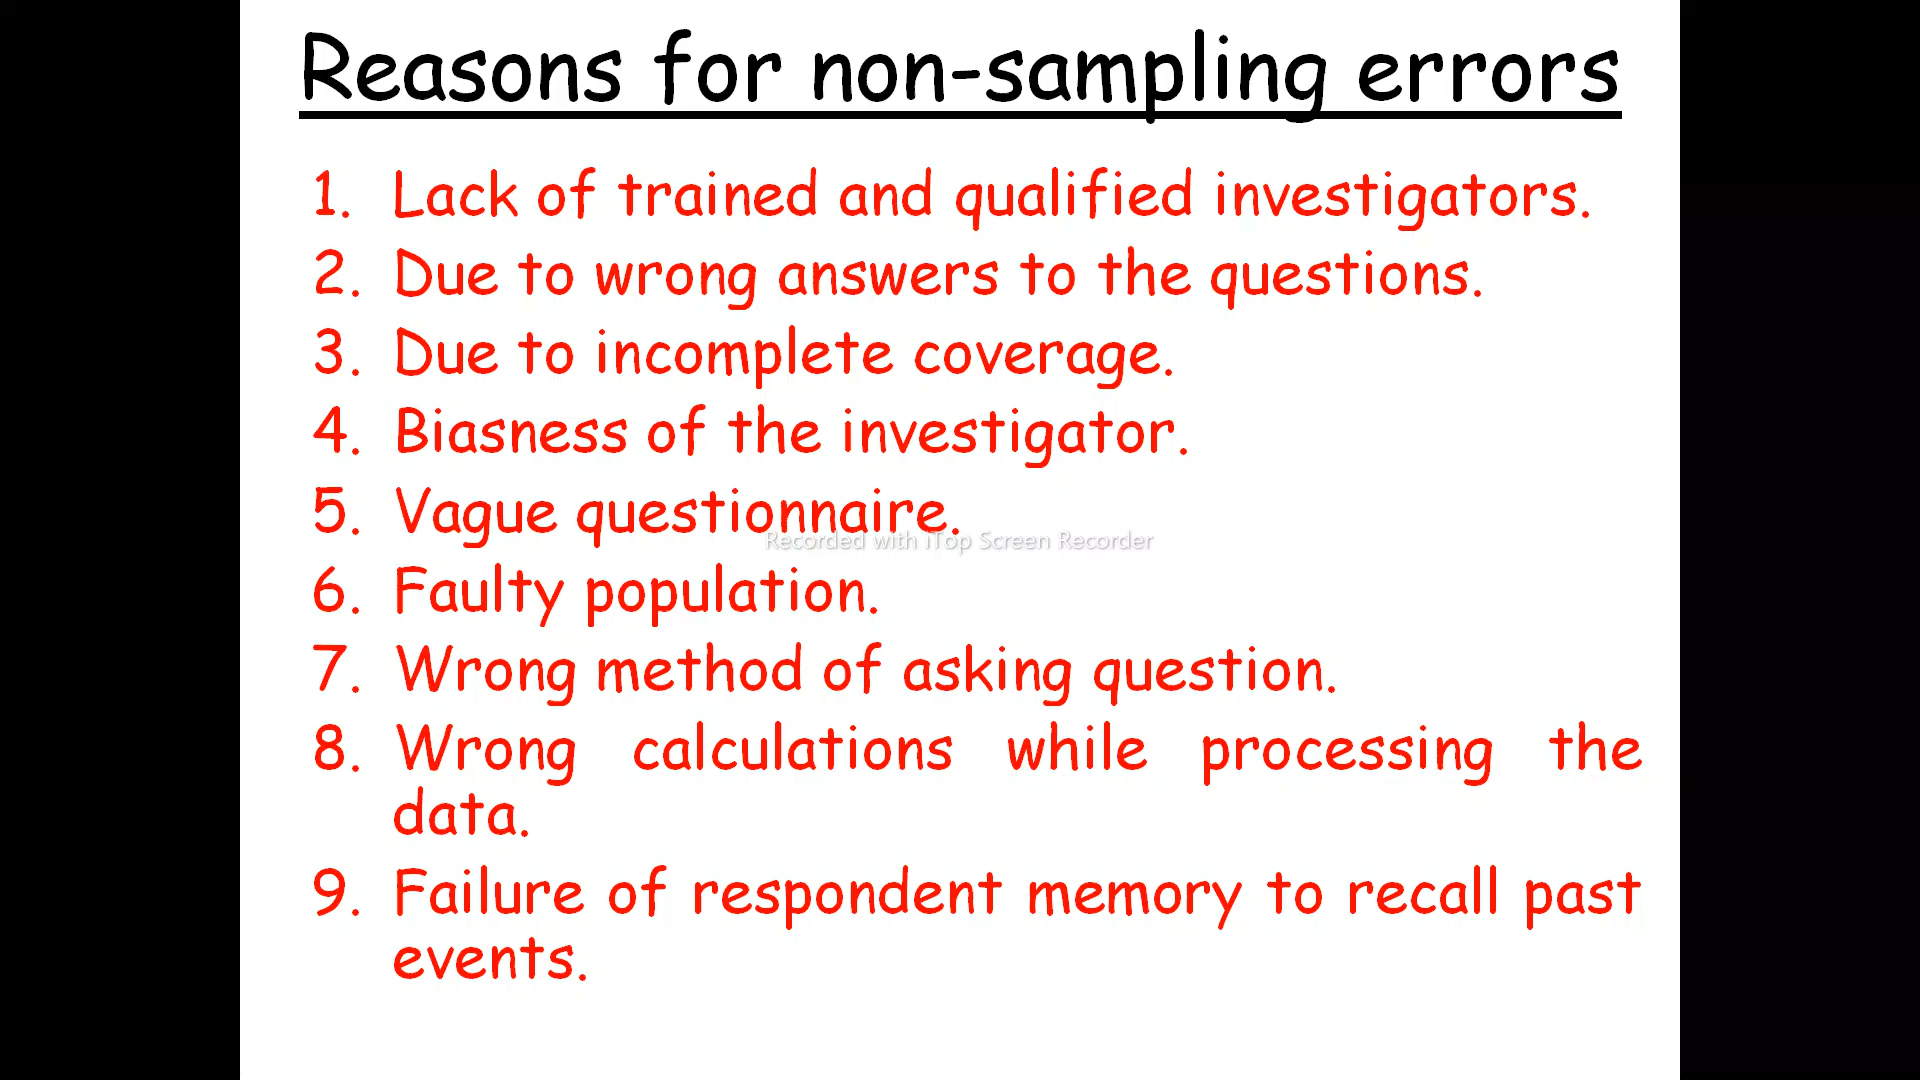 Reasons for non-sampling errors
1. Lack of trained and qualified investigators.
2. Due to wrong answers to the questions.
3. Due to incomplete coverage.
4. Biasness of the investigator.
5. Vague questionnaire.
Recorded with iTop Screen Recorder
6. Faulty population.
7. Wrong method of asking question.
8. Wrong calculations while processing the
data.
9. Failure of respondent memory to recall past
events.